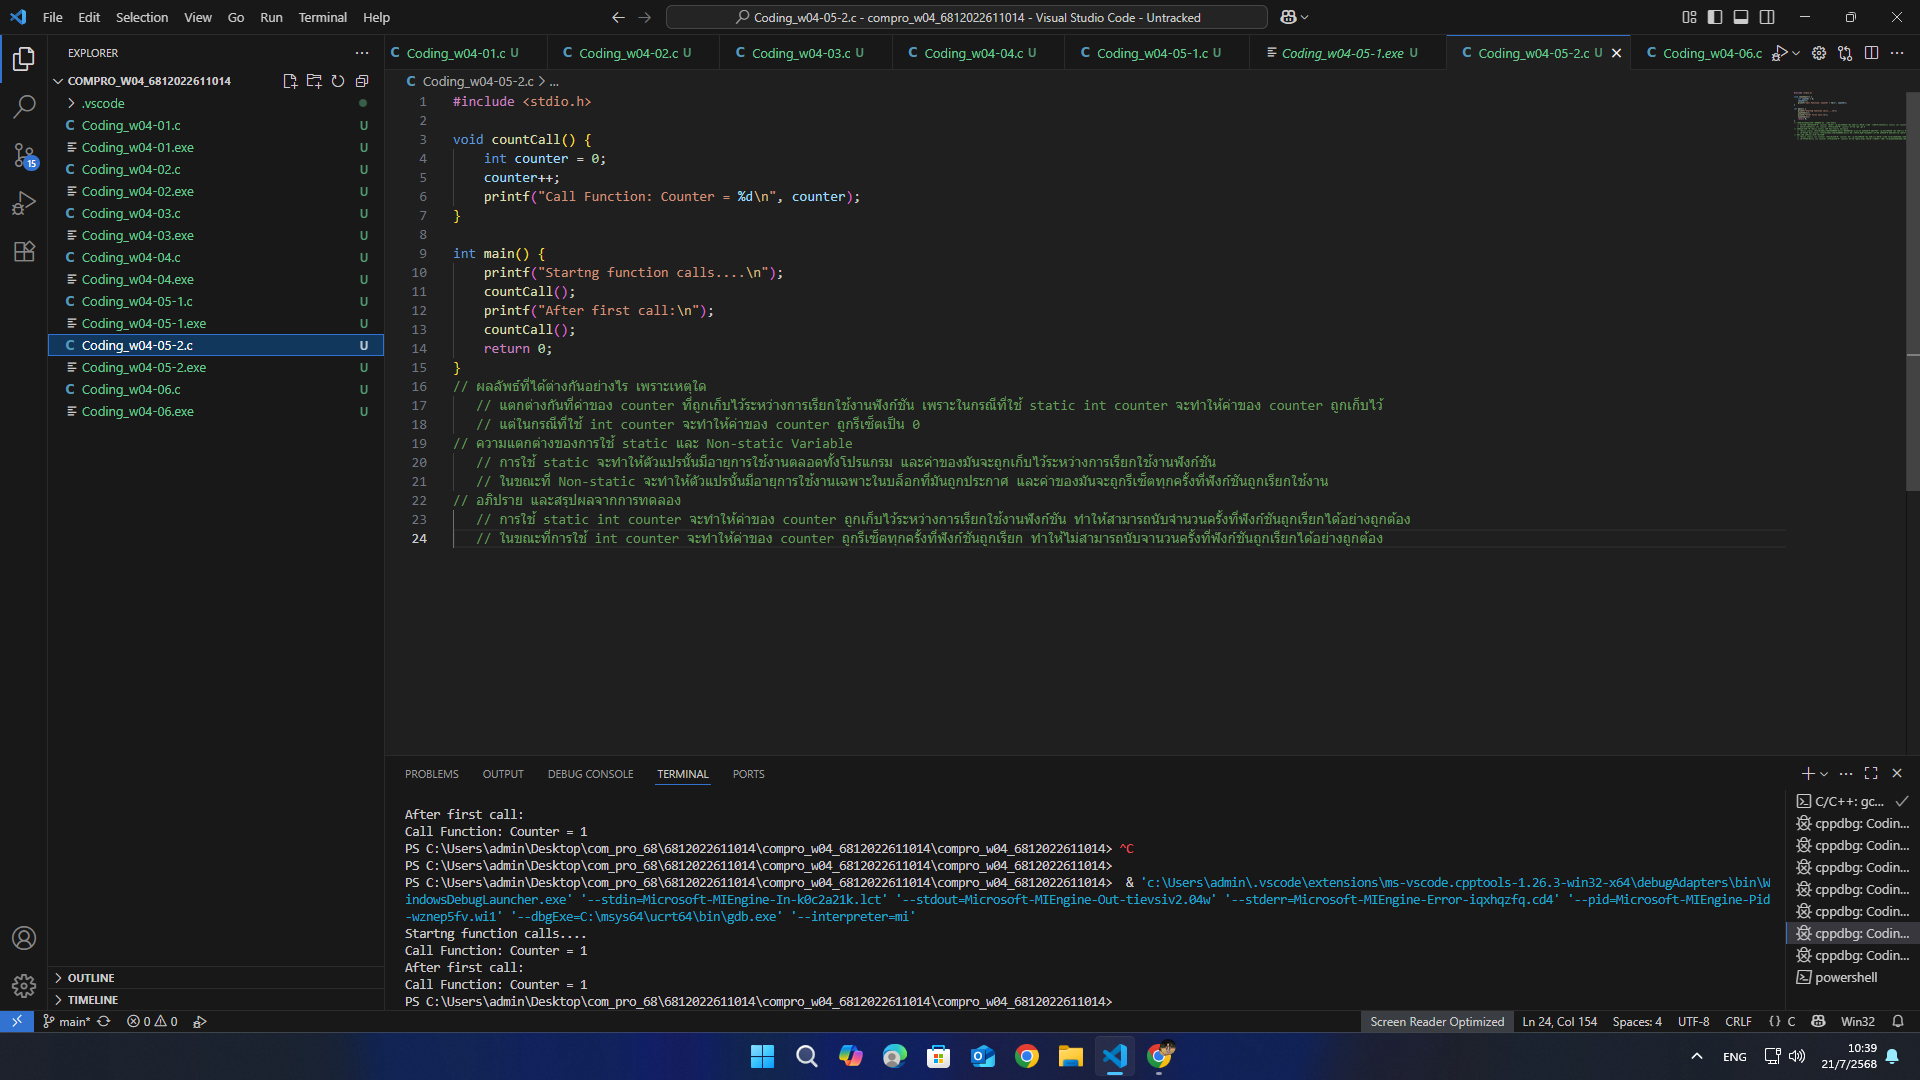 File Edit Selection View Go Run Terminal Help
Coding_w04-05-2.c - compro_w04_6812022611014 - Visual Studio Code - Untracked
EXPLORER
COMPRO_W04_6812022611014
.vscode
Coding_w04-01.c U
Coding_w04-01.exe U
Coding_w04-02.c U
Coding_w04-02.exe U
Coding_w04-03.c U
Coding_w04-03.exe U
Coding_w04-04.c U
Coding_w04-04.exe U
Coding_w04-05-1.c U
Coding_w04-05-1.exe U
Coding_w04-05-2.c U
Coding_w04-05-2.exe U
Coding_w04-06.c U
Coding_w04-06.exe U
15
OUTLINE
TIMELINE
Coding_w04-01.c U Coding_w04-02.c U Coding_w04-03.c U Coding_w04-04.c U Coding_w04-05-1.c U Coding_w04-05-1.exe U Coding_w04-05-2.c U Coding_w04-06.c
Coding_w04-05-2.c > ...
1 #include <stdio.h>
2
3 void countCall() {
4 int counter = 0;
5 counter++;
6 printf("Call Function: Counter = %d\n", counter);
7 }
8
9 int main() {
10 printf("Startng function calls....\n");
11 countCall();
12 printf("After first call:\n");
13 countCall();
14 return 0;
15 }
16 // ผลลัพธ์ที่ได้ต่างกันอย่างไร เพราะเหตุใด
17 // แตกต่างกันที่ค่าของ counter ที่ถูกเก็บไว้ระหว่างการเรียกใช้งานฟังก์ชัน เพราะในกรณีที่ใช้ static int counter จะทำให้ค่าของ counter ถูกเก็บไว้
18 // แต่ในกรณีที่ใช้ int counter จะทำให้ค่าของ counter ถูกรีเซ็ตเป็น 0
19 // ความแตกต่างของการใช้ static และ Non-static Variable
20 // การใช้ static จะทำให้ตัวแปรนั้นมีอายุการใช้งานตลอดทั้งโปรแกรม และค่าของมันจะถูกเก็บไว้ระหว่างการเรียกใช้งานฟังก์ชัน
21 // ในขณะที่ Non-static จะทำให้ตัวแปรนั้นมีอายุการใช้งานเฉพาะในบล็อกที่มันถูกประกาศ และค่าของมันจะถูกรีเซ็ตทุกครั้งที่ฟังก์ชันถูกเรียกใช้งาน
22 // อภิปราย และสรุปผลจากการทดลอง
23 // การใช้ static int counter จะทำให้ค่าของ counter ถูกเก็บไว้ระหว่างการเรียกใช้งานฟังก์ชัน ทำให้สามารถนับจำนวนครั้งที่ฟังก์ชันถูกเรียกได้อย่างถูกต้อง
24 // ในขณะที่การใช้ int counter จะทำให้ค่าของ counter ถูกรีเซ็ตทุกครั้งที่ฟังก์ชันถูกเรียก ทำให้ไม่สามารถนับจำนวนครั้งที่ฟังก์ชันถูกเรียกได้อย่างถูกต้อง
PROBLEMS OUTPUT DEBUG CONSOLE TERMINAL PORTS
After first call:
Call Function: Counter = 1
PS C:\Users\admin\Desktop\com_pro_68\6812022611014\compro_w04_6812022611014\compro_w04_6812022611014> ^C
PS C:\Users\admin\Desktop\com_pro_68\6812022611014\compro_w04_6812022611014\compro_w04_6812022611014>
PS C:\Users\admin\Desktop\com_pro_68\6812022611014\compro_w04_6812022611014\compro_w04_6812022611014> & 'c:\Users\admin\.vscode\extensions\ms-vscode.cpptools-1.26.3-win32-x64\debugAdapters\bin\W
indowsDebugLauncher.exe' '--stdin=Microsoft-MIEngine-In-k0c2a21k.lct' '--stdout=Microsoft-MIEngine-Out-tievsiv2.04w' '--stderr=Microsoft-MIEngine-Error-iqxhqzfq.cd4' '--pid=Microsoft-MIEngine-Pid
-wznep5fv.wi1' '--dbgExe=C:\msys64\ucrt64\bin\gdb.exe' '--interpreter=mi'
Startng function calls....
Call Function: Counter = 1
After first call:
Call Function: Counter = 1
PS C:\Users\admin\Desktop\com_pro_68\6812022611014\compro_w04_6812022611014\compro_w04_6812022611014>
C/C++: gc...
cppdbg: Codin...
cppdbg: Codin...
cppdbg: Codin...
cppdbg: Codin...
cppdbg: Codin...
cppdbg: Codin...
cppdbg: Codin...
powershell
main* 0 0 Screen Reader Optimized Ln 24, Col 154 Spaces: 4 UTF-8 CRLF {} C Win32
ENG
10:39
21/7/2568